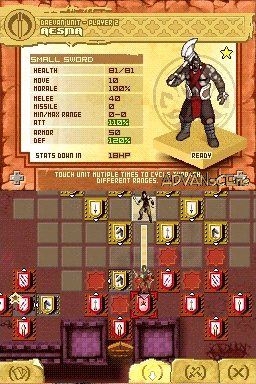 DAEVAN UNIT - PLAYER 2
AESMA
SMALL SWORD
HEALTH 81/81
MOVE 10
MORALE 100%
MELEE 40
MISSILE 0
MIN/MAX RANGE 0-0
ATT 110%
ARMOR 50
DEF 120%
STATS DOWN IN 18HP
READY
TOUCH UNIT MULTIPLE TIMES TO CYCLE THROUGH
DIFFERENT RANGES.